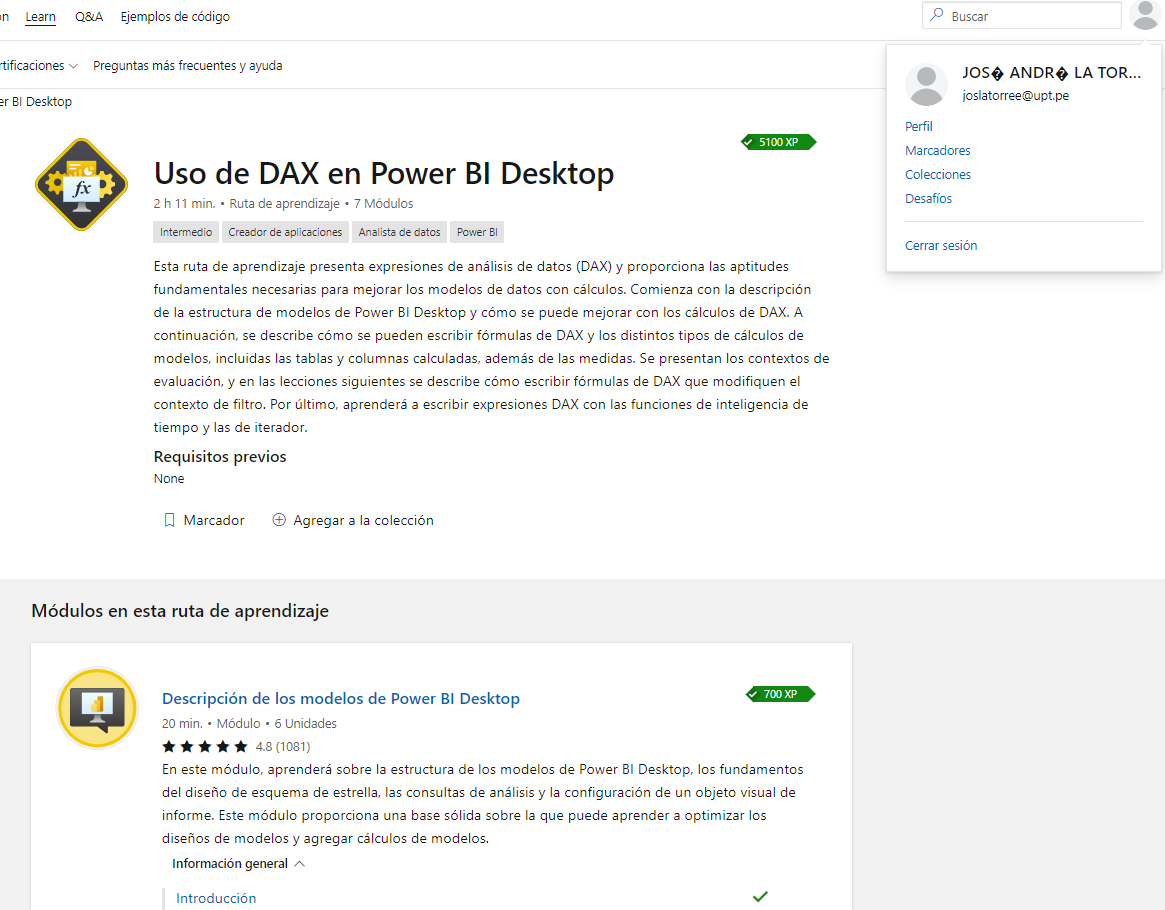 ón Learn Q&A Ejemplos de código Buscar
rtificaciones Preguntas más frecuentes y ayuda
er BI Desktop
JOS� ANDR� LA TOR...
joslatorree@upt.pe
Perfil
Marcadores
Colecciones
Desafíos
Cerrar sesión
5100 XP
fx
Uso de DAX en Power BI Desktop
2 h 11 min. • Ruta de aprendizaje • 7 Módulos
Intermedio Creador de aplicaciones Analista de datos Power BI
Esta ruta de aprendizaje presenta expresiones de análisis de datos (DAX) y proporciona las aptitudes
fundamentales necesarias para mejorar los modelos de datos con cálculos. Comienza con la descripción
de la estructura de modelos de Power BI Desktop y cómo se puede mejorar con los cálculos de DAX. A
continuación, se describe cómo se pueden escribir fórmulas de DAX y los distintos tipos de cálculos de
modelos, incluidas las tablas y columnas calculadas, además de las medidas. Se presentan los contextos de
evaluación, y en las lecciones siguientes se describe cómo escribir fórmulas de DAX que modifiquen el
contexto de filtro. Por último, aprenderá a escribir expresiones DAX con las funciones de inteligencia de
tiempo y las de iterador.
Requisitos previos
None
Marcador Agregar a la colección
Módulos en esta ruta de aprendizaje
Descripción de los modelos de Power BI Desktop
700 XP
20 min. • Módulo • 6 Unidades
4.8 (1081)
En este módulo, aprenderá sobre la estructura de los modelos de Power BI Desktop, los fundamentos
del diseño de esquema de estrella, las consultas de análisis y la configuración de un objeto visual de
informe. Este módulo proporciona una base sólida sobre la que puede aprender a optimizar los
diseños de modelos y agregar cálculos de modelos.
Información general
Introducción